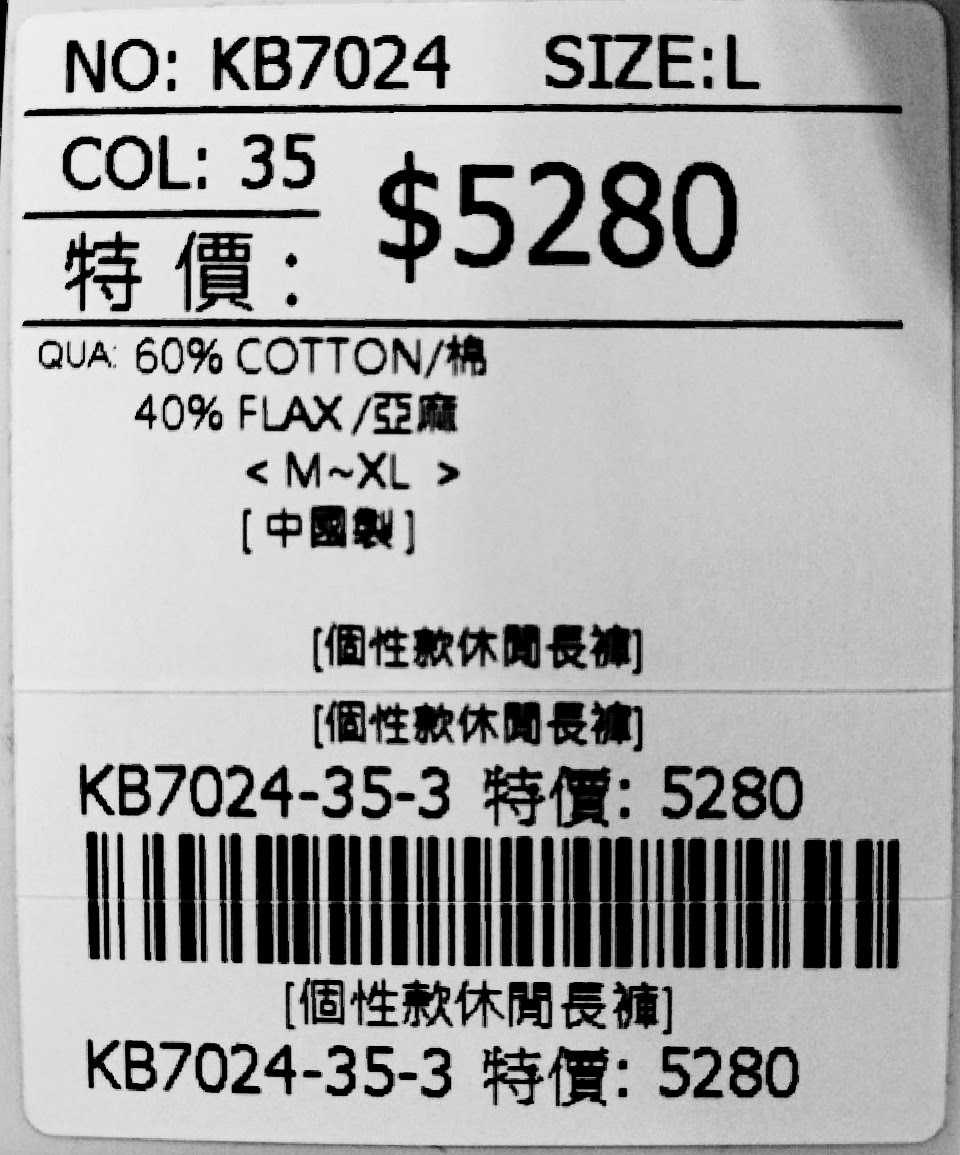 NO: KB7024 SIZE:L
COL: 35
$5280
特價:
QUA: 60% COTTON/棉
40% FLAX/亞麻
< M~XL >
[中國製]
[個性款休閒長褲]
[個性款休閒長褲]
KB7024-35-3 特價: 5280
[個性款休閒長褲]
KB7024-35-3 特價: 5280